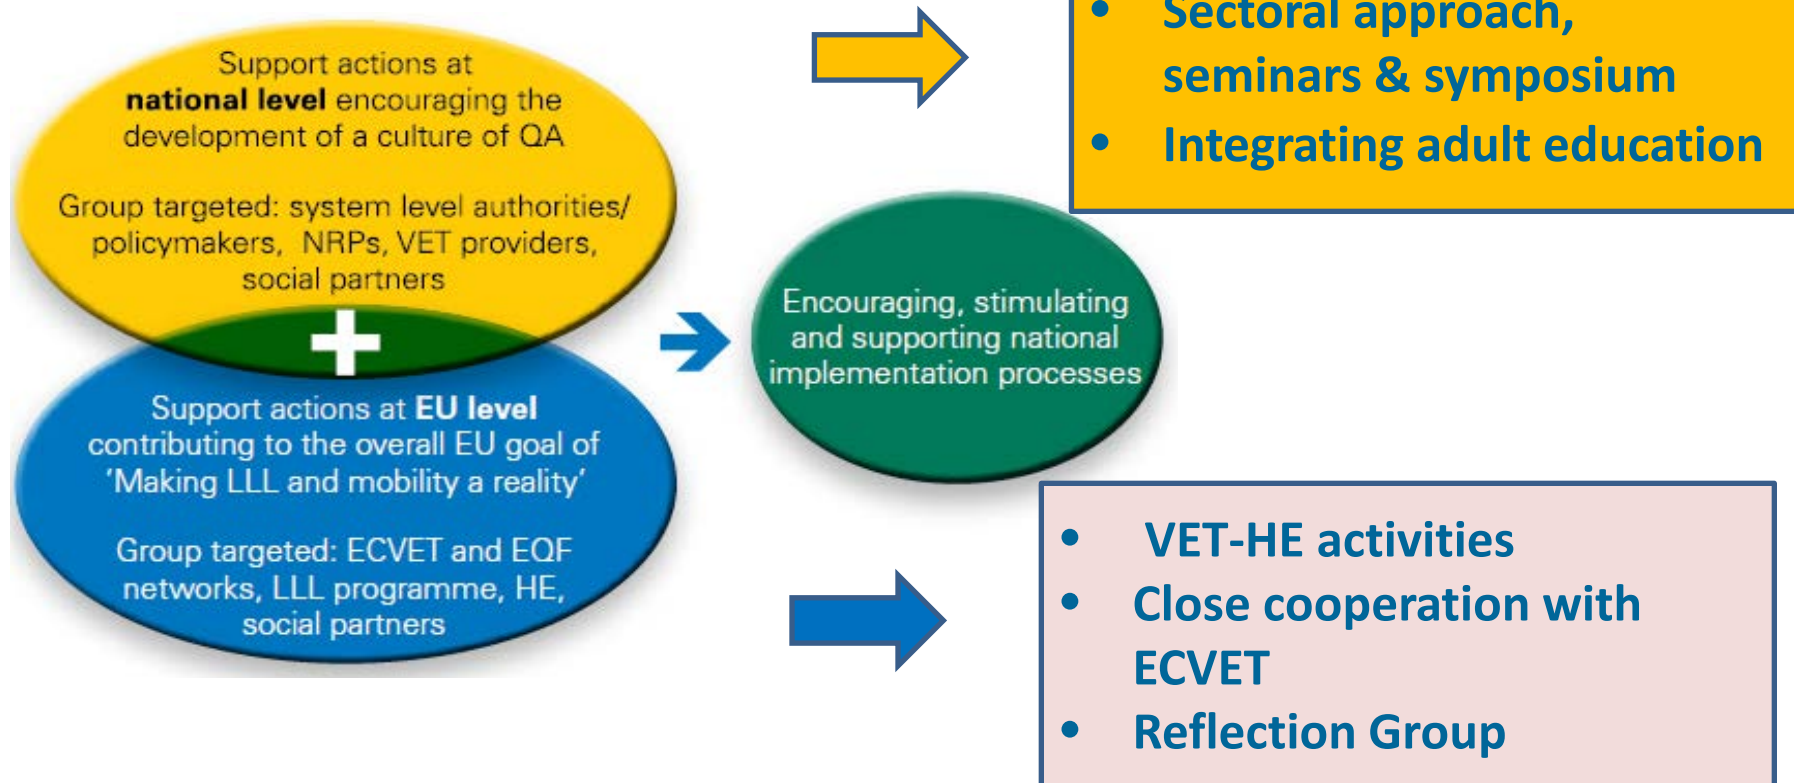 Support actions at
national level encouraging the
development of a culture of QA
Group targeted: system level authorities/
policymakers, NRPs, VET providers,
social partners
+
Support actions at EU level
contributing to the overall EU goal of
‘Making LLL and mobility a reality’
Group targeted: ECVET and EQF
networks, LLL programme, HE,
social partners
Encouraging, stimulating
and supporting national
implementation processes
• Sectoral approach,
seminars & symposium
• Integrating adult education
• VET-HE activities
• Close cooperation with
ECVET
• Reflection Group